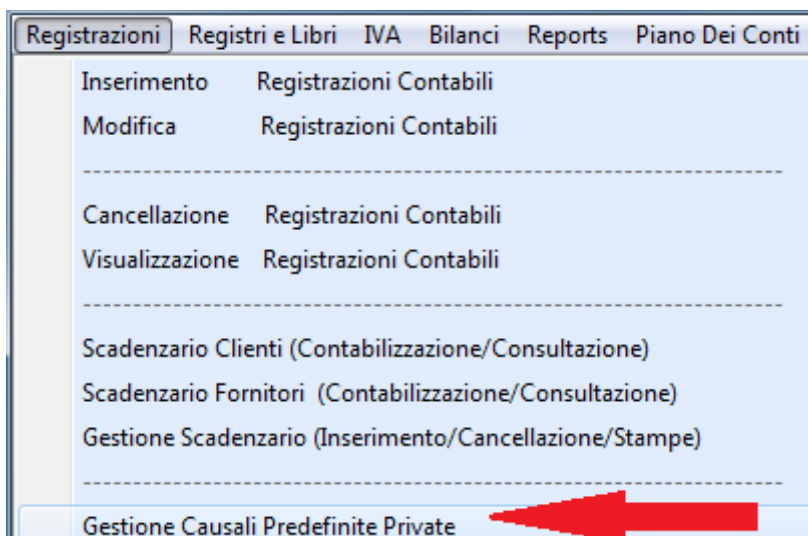 Registrazioni Registri e Libri IVA Bilanci Reports Piano Dei Conti
Inserimento Registrazioni Contabili
Modifica Registrazioni Contabili
--------------------------------------------------------------------
Cancellazione Registrazioni Contabili
Visualizzazione Registrazioni Contabili
--------------------------------------------------------------------
Scadenzario Clienti (Contabilizzazione/Consultazione)
Scadenzario Fornitori (Contabilizzazione/Consultazione)
Gestione Scadenzario (Inserimento/Cancellazione/Stampe)
--------------------------------------------------------------------
Gestione Causali Predefinite Private